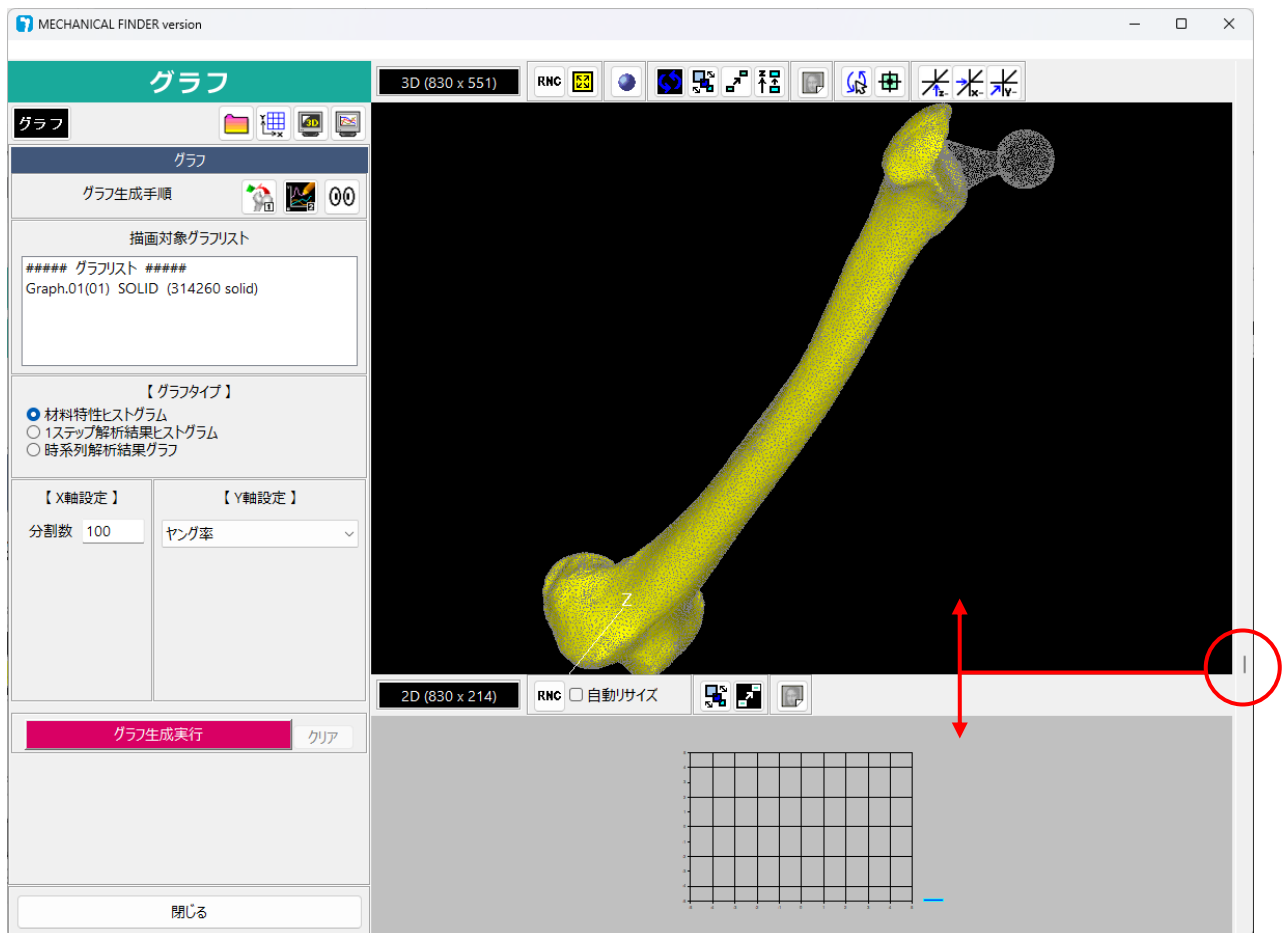 MECHANICAL FINDER version
グラフ
3D (830 x 551)
RNC
グラフ
グラフ
グラフ生成手順
描画対象グラフリスト
##### グラフリスト #####
Graph.01(01) SOLID (314260 solid)
【 グラフタイプ 】
材料特性ヒストグラム
1ステップ解析結果ヒストグラム
時系列解析結果グラフ
【 X軸設定 】
【 Y軸設定 】
分割数 100
ヤング率
Z
2D (830 x 214)
RNC
自動リサイズ
グラフ生成実行
クリア
閉じる